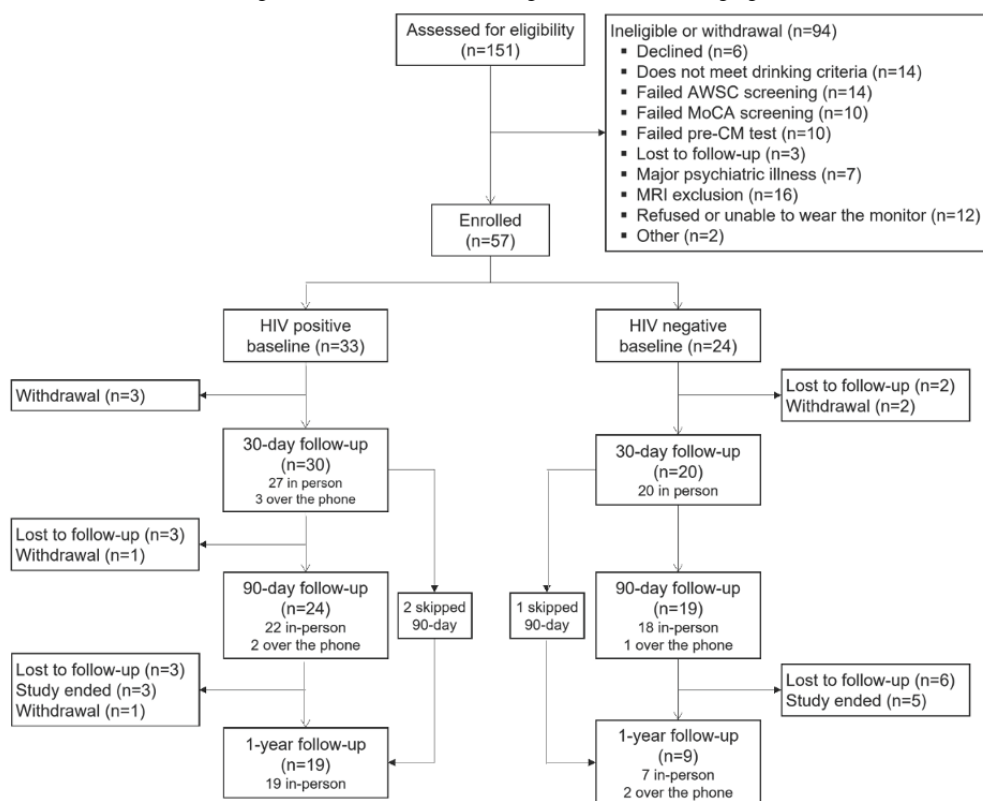 Assessed for eligibility
(n=151)
Ineligible or withdrawal (n=94)
▪ Declined (n=6)
▪ Does not meet drinking criteria (n=14)
▪ Failed AWSC screening (n=14)
▪ Failed MoCA screening (n=10)
▪ Failed pre-CM test (n=10)
▪ Lost to follow-up (n=3)
▪ Major psychiatric illness (n=7)
▪ MRI exclusion (n=16)
▪ Refused or unable to wear the monitor (n=12)
▪ Other (n=2)
Enrolled
(n=57)
HIV positive
baseline (n=33)
HIV negative
baseline (n=24)
Withdrawal (n=3)
Lost to follow-up (n=2)
Withdrawal (n=2)
30-day follow-up
(n=30)
27 in person
3 over the phone
30-day follow-up
(n=20)
20 in person
Lost to follow-up (n=3)
Withdrawal (n=1)
90-day follow-up
(n=24)
22 in-person
2 over the phone
2 skipped
90-day
1 skipped
90-day
90-day follow-up
(n=19)
18 in-person
1 over the phone
Lost to follow-up (n=3)
Study ended (n=3)
Withdrawal (n=1)
Lost to follow-up (n=6)
Study ended (n=5)
1-year follow-up
(n=19)
19 in-person
1-year follow-up
(n=9)
7 in-person
2 over the phone